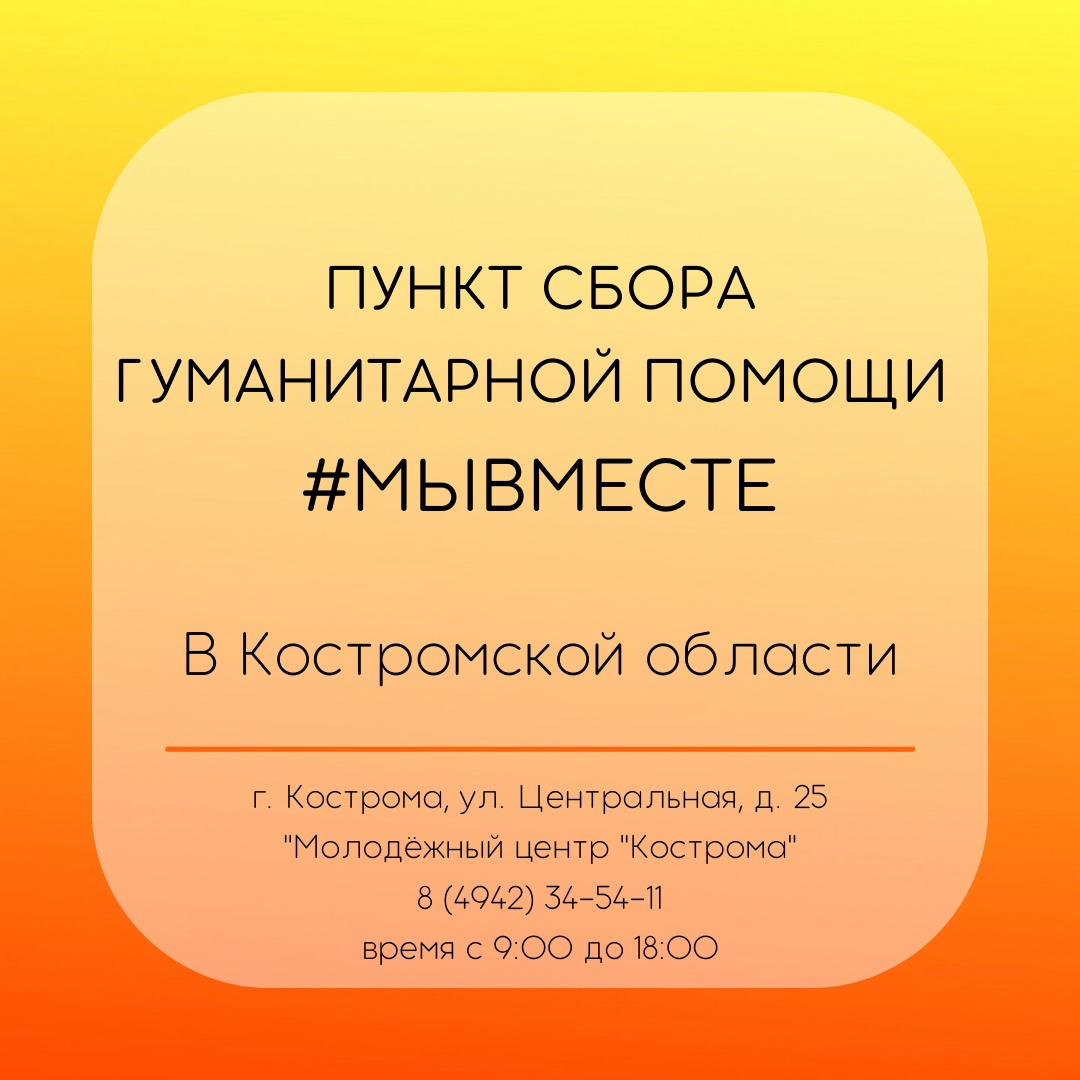 ПУНКТ СБОРА
ГУМАНИТАРНОЙ ПОМОЩИ
#МЫВМЕСТЕ
В Костромской области
г. Кострома, ул. Центральная, д. 25
"Молодёжный центр "Кострома"
8 (4942) 34-54-11
время с 9:00 до 18:00